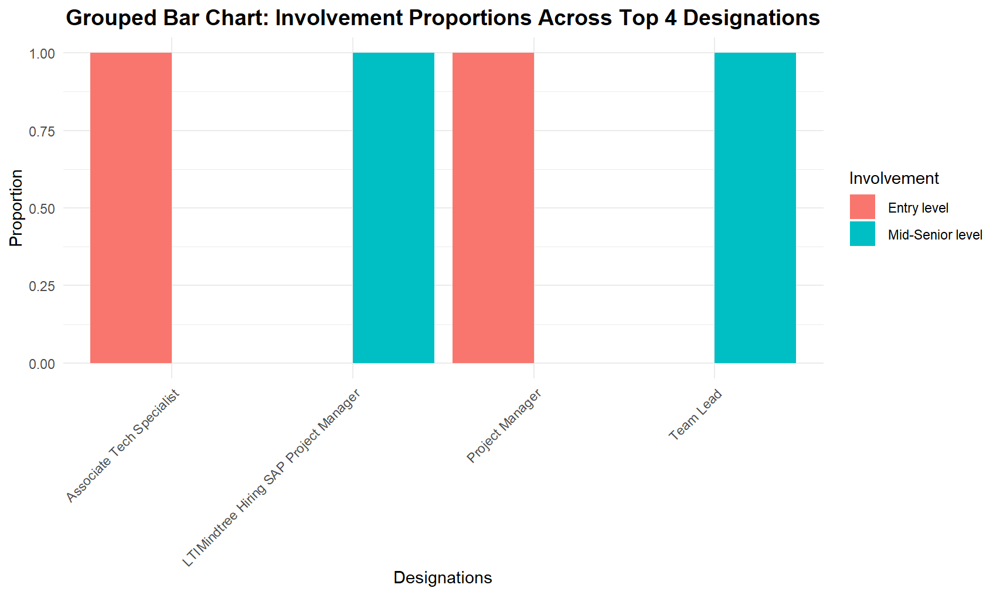 Grouped Bar Chart: Involvement Proportions Across Top 4 Designations
Proportion
1.00
0.75
0.50
0.25
0.00
Associate Tech Specialist
LTIMindtree Hiring SAP Project Manager
Project Manager
Team Lead
Designations
Involvement
Entry level
Mid-Senior level